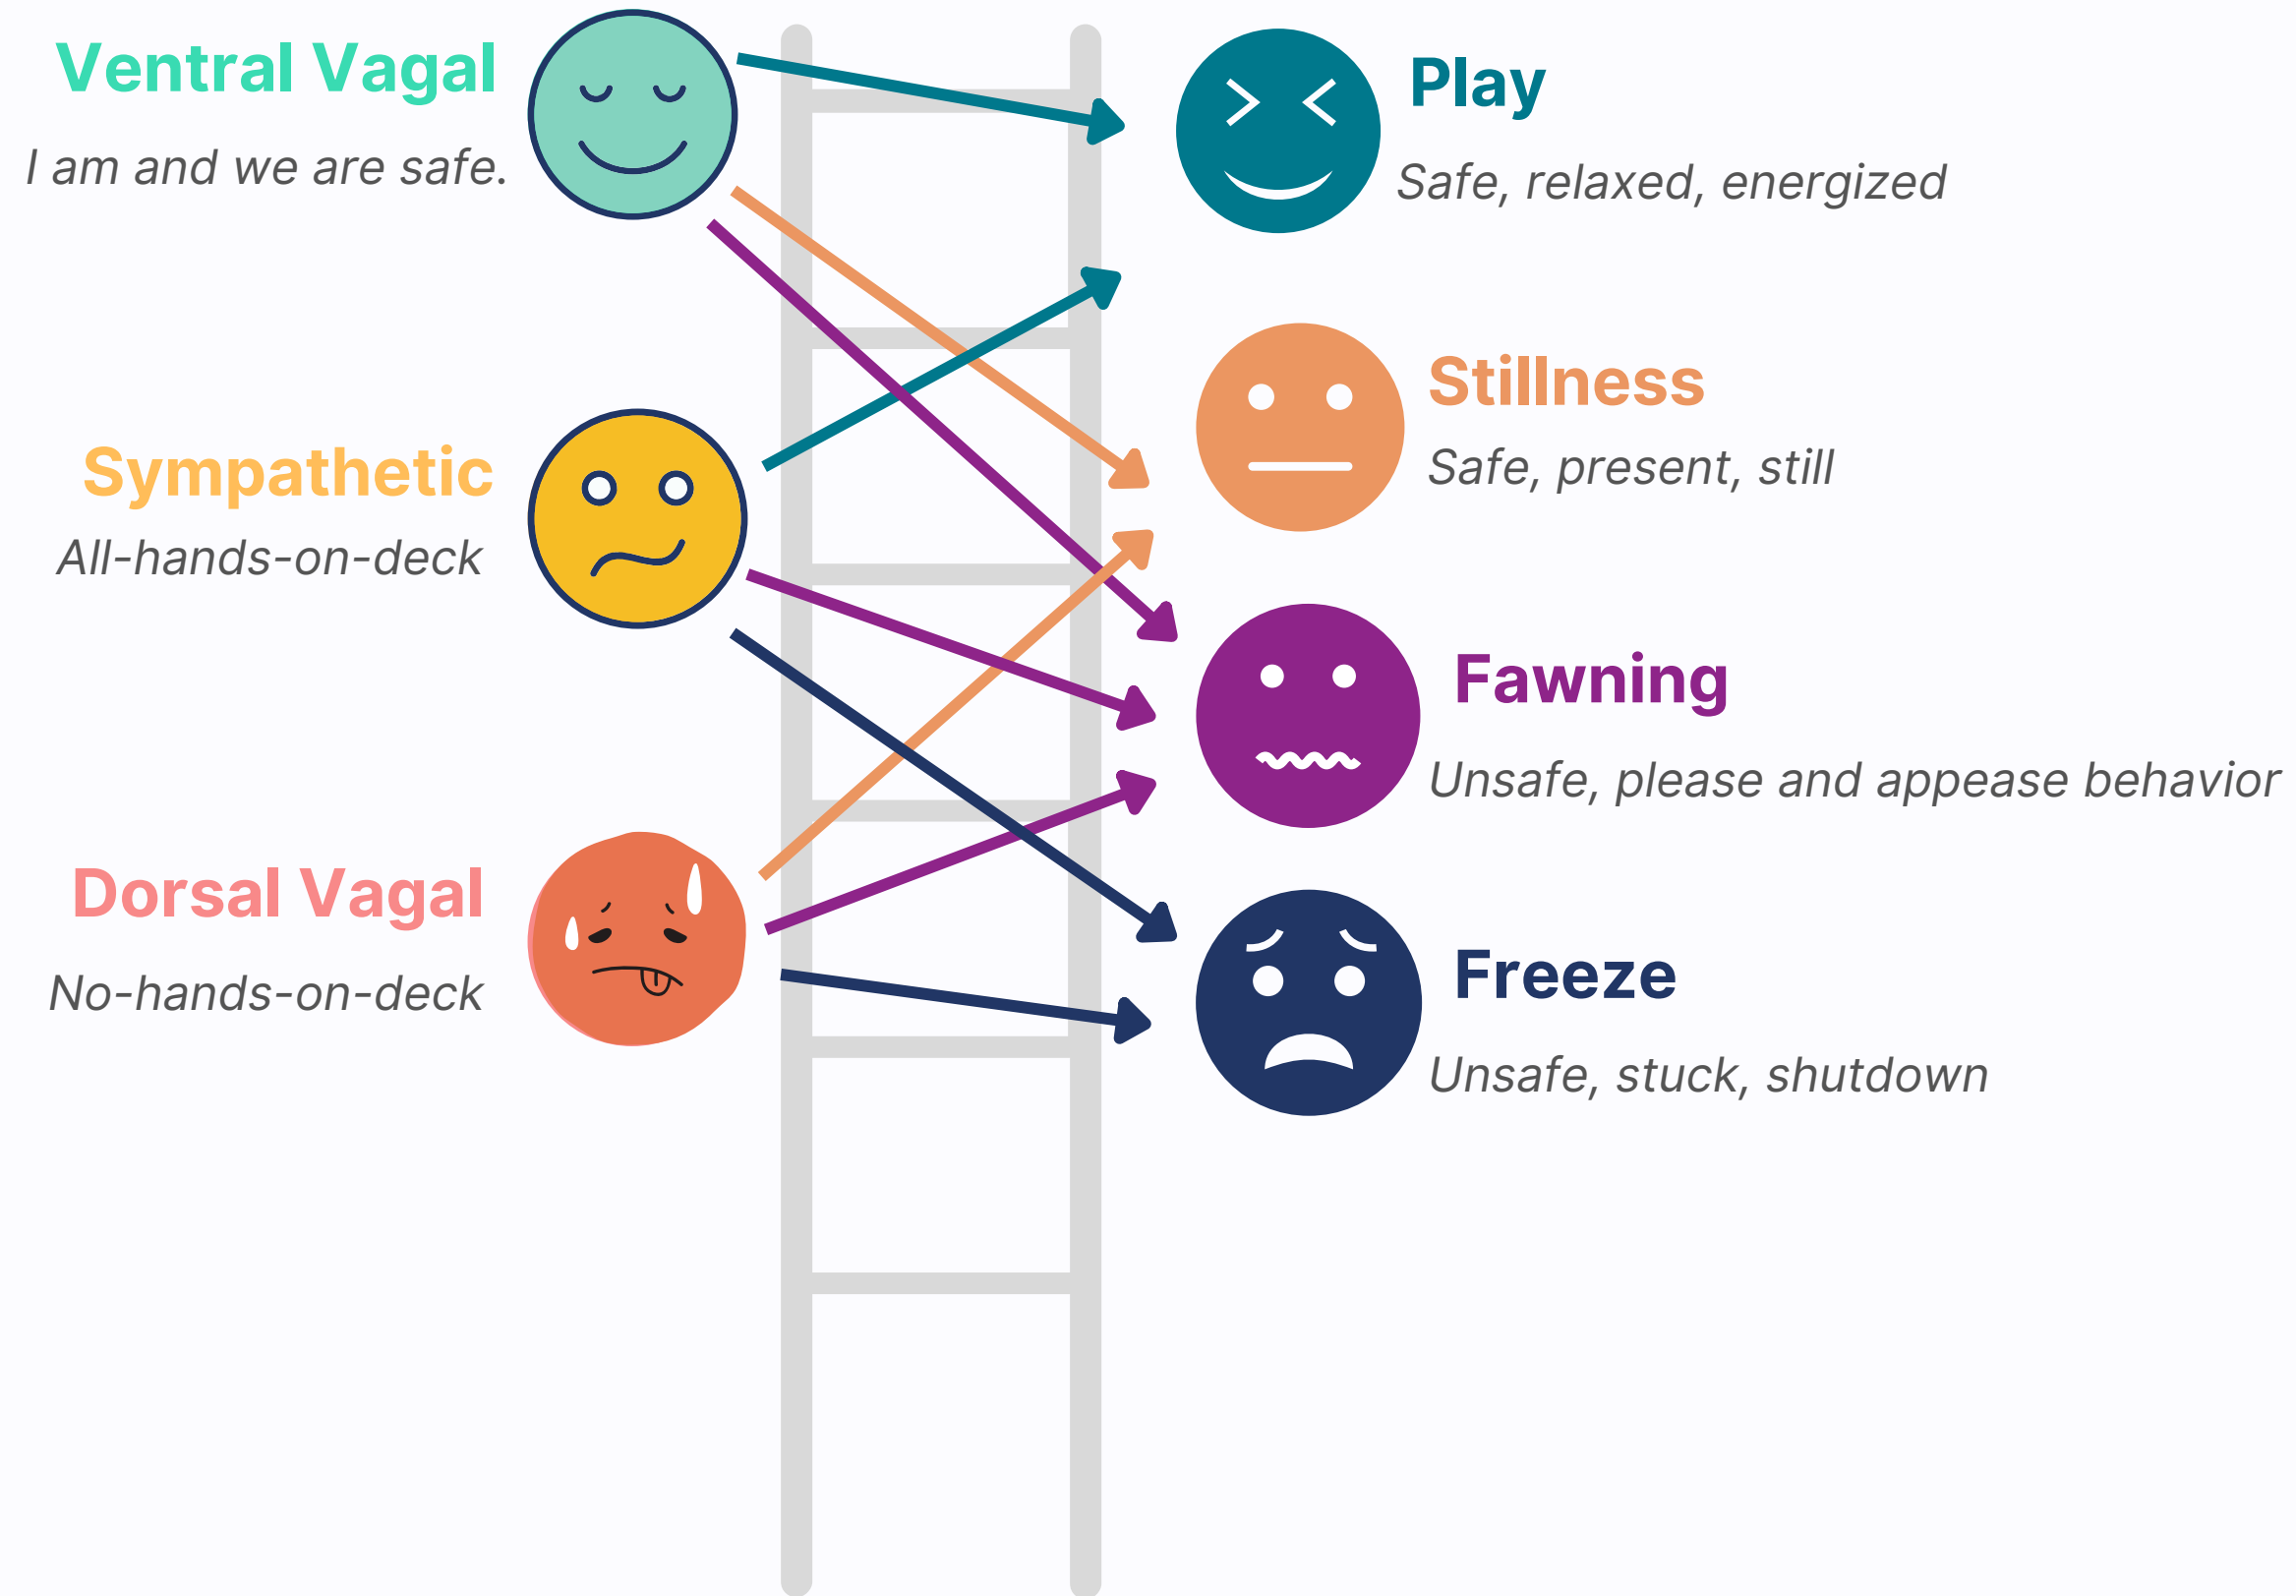 Ventral Vagal
I am and we are safe.
Sympathetic
All-hands-on-deck
Dorsal Vagal
No-hands-on-deck
Play
Safe, relaxed, energized
Stillness
Safe, present, still
Fawning
Unsafe, please and appease behavior
Freeze
Unsafe, stuck, shutdown